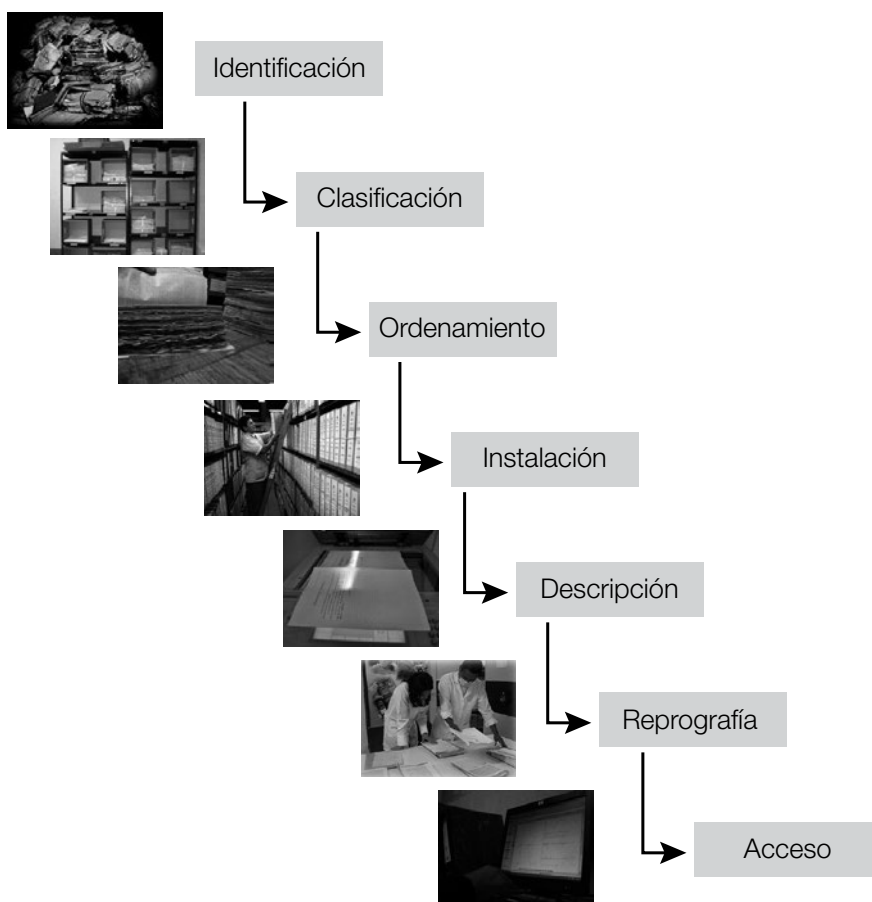 Identificación
Clasificación
Ordenamiento
Instalación
Descripción
Reprografía
Acceso